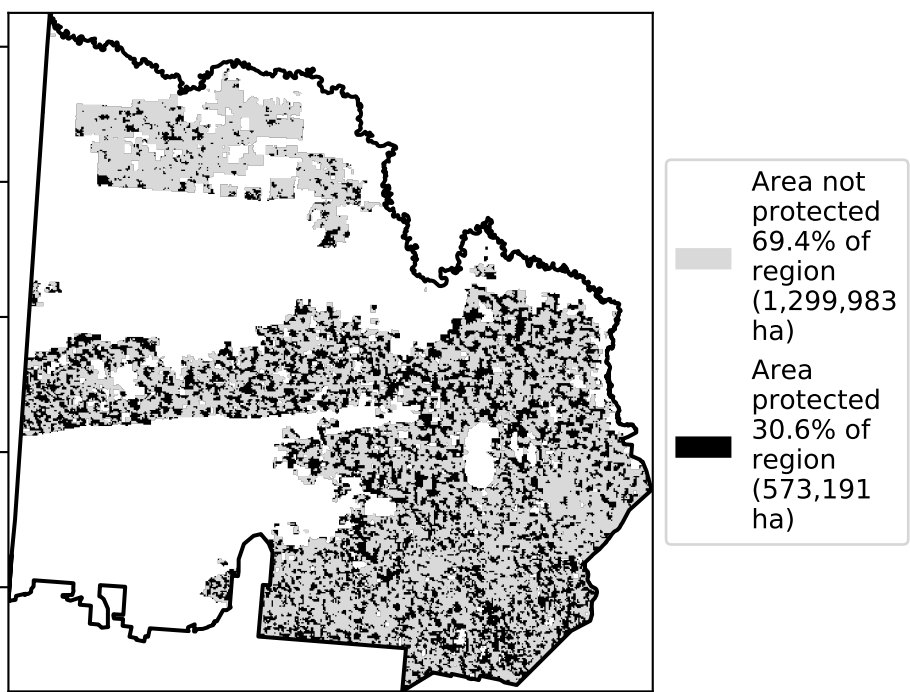 Area not
protected
69.4% of
region
(1,299,983
ha)
Area
protected
30.6% of
region
(573,191
ha)